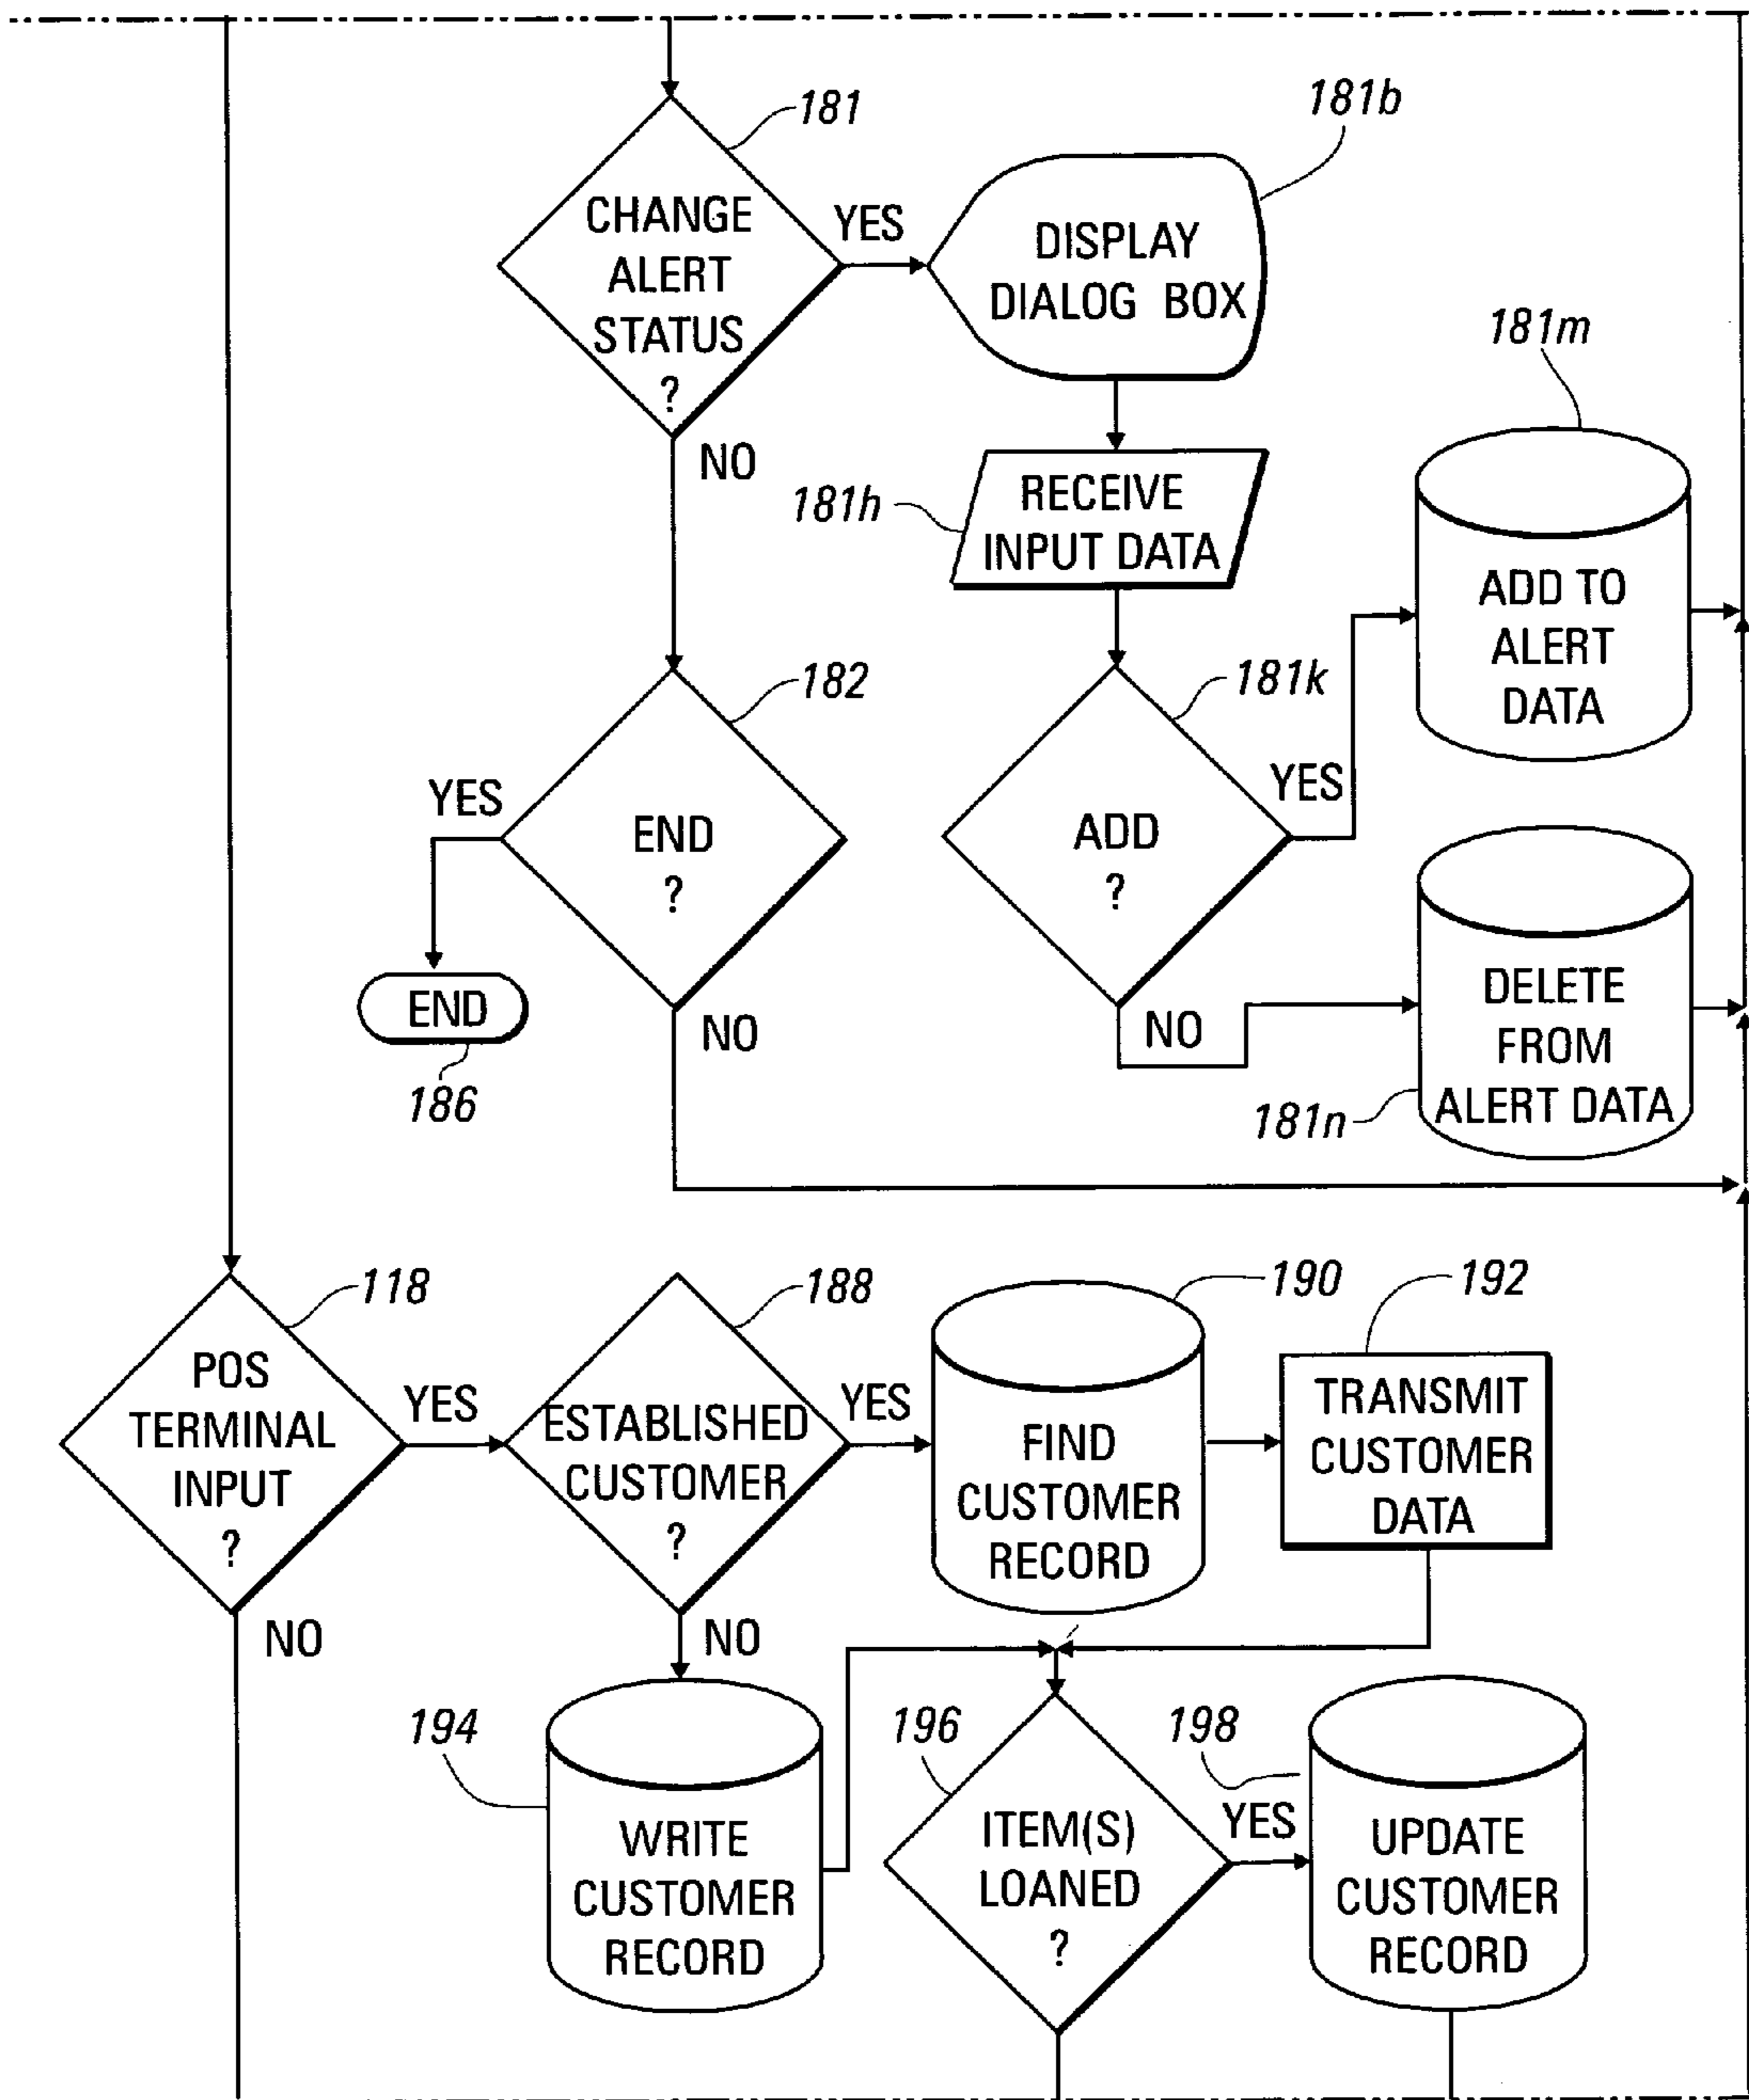 181
CHANGE
ALERT
STATUS
?
YES
NO
181b
DISPLAY
DIALOG BOX
181h
RECEIVE
INPUT DATA
181m
ADD TO
ALERT
DATA
182
END
?
YES
NO
END
186
181k
ADD
?
YES
NO
DELETE
FROM
ALERT DATA
181n
118
POS
TERMINAL
INPUT
?
YES
NO
188
ESTABLISHED
CUSTOMER
?
YES
NO
190
FIND
CUSTOMER
RECORD
192
TRANSMIT
CUSTOMER
DATA
194
WRITE
CUSTOMER
RECORD
196
ITEM(S)
LOANED
?
YES
198
UPDATE
CUSTOMER
RECORD